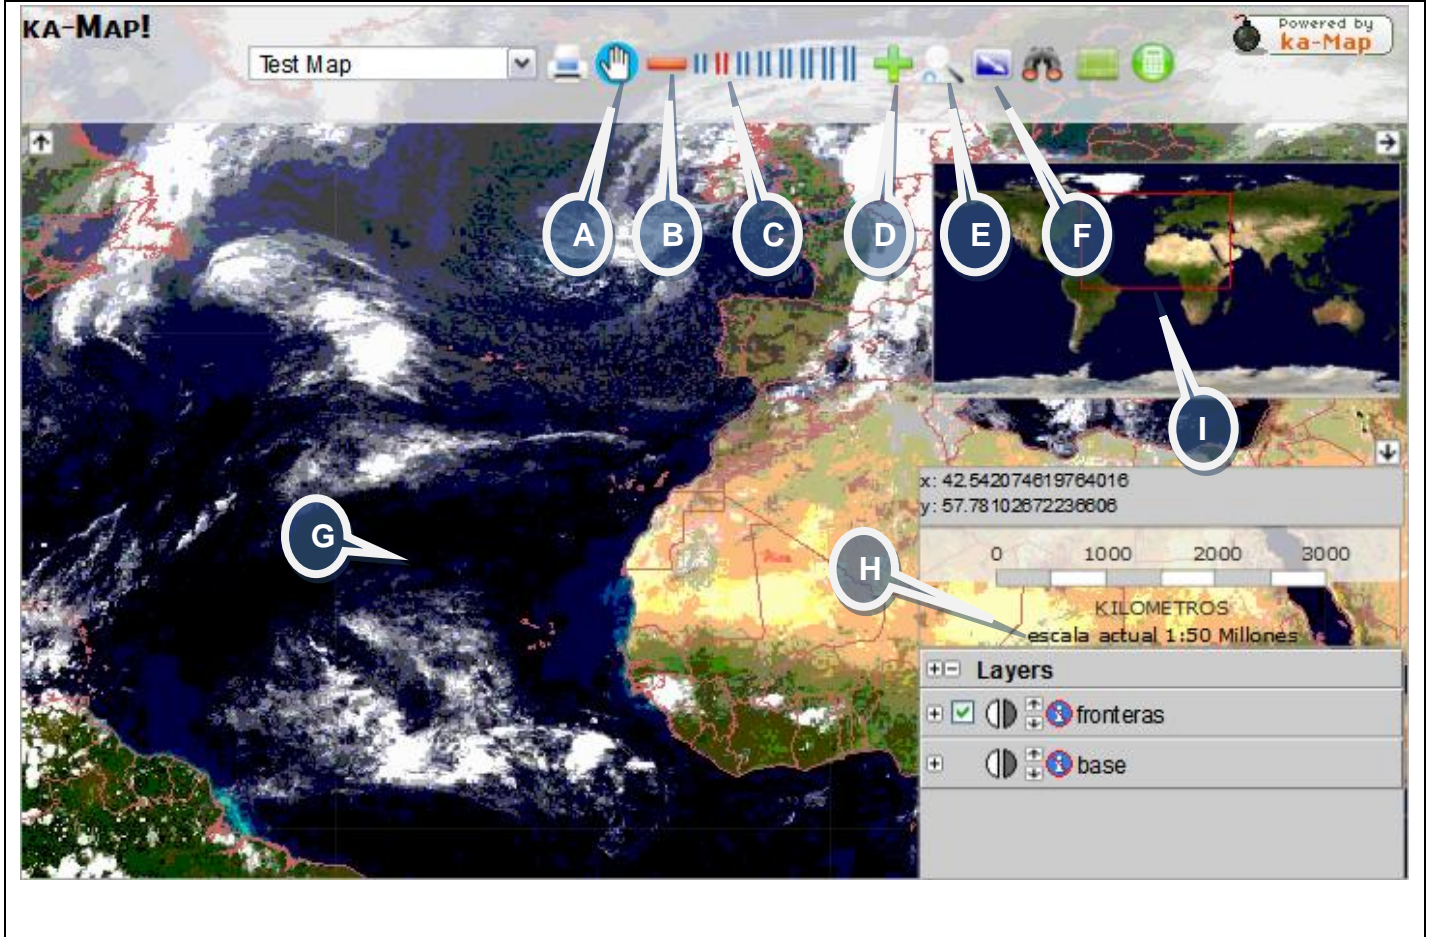 KA-MAP!
Powered by
ka-Map
Test Map
A
B
C
D
E
F
I
x: 42.542074619764016
y: 57.78102672236606
G
H
0 1000 2000 3000
KILOMETROS
escala actual 1:50 Millones
Layers
fronteras
base